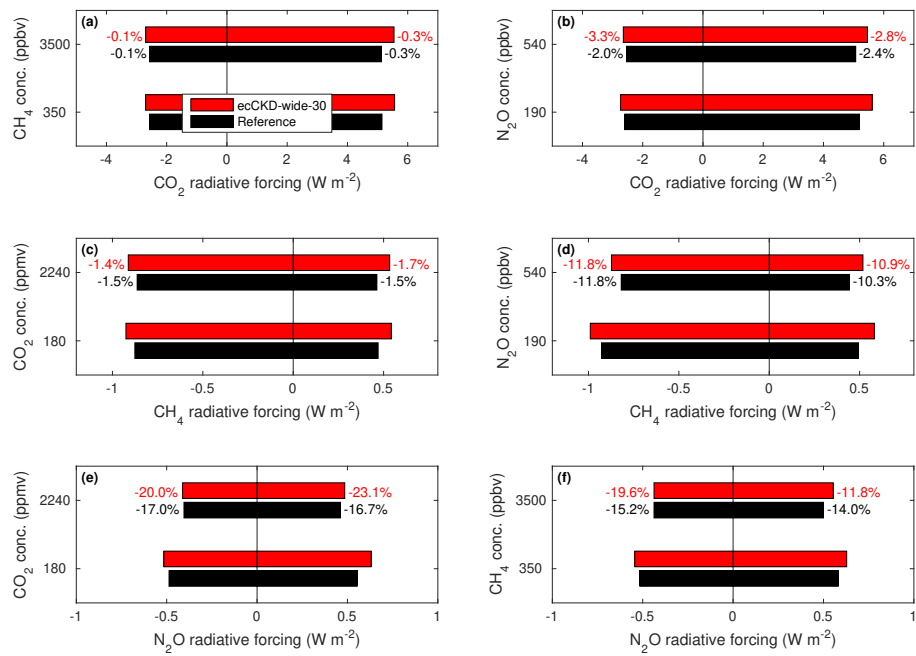 (a)
CH4 conc. (ppbv)
3500
350
-0.1%
-0.1%
-0.3%
-0.3%
ecCKD-wide-30
Reference
-4 -2 0 2 4 6
CO2 radiative forcing (W m-2)
(b)
N2O conc. (ppbv)
540
190
-3.3%
-2.0%
-2.8%
-2.4%
-4 -2 0 2 4 6
CO2 radiative forcing (W m-2)
(c)
CO2 conc. (ppmv)
2240
180
-1.4%
-1.5%
-1.7%
-1.5%
-1 -0.5 0 0.5
CH4 radiative forcing (W m-2)
(d)
N2O conc. (ppbv)
540
190
-11.8%
-11.8%
-10.9%
-10.3%
-1 -0.5 0 0.5
CH4 radiative forcing (W m-2)
(e)
CO2 conc. (ppmv)
2240
180
-20.0%
-17.0%
-23.1%
-16.7%
-1 -0.5 0 0.5 1
N2O radiative forcing (W m-2)
(f)
CH4 conc. (ppbv)
3500
350
-19.6%
-15.2%
-11.8%
-14.0%
-1 -0.5 0 0.5 1
N2O radiative forcing (W m-2)